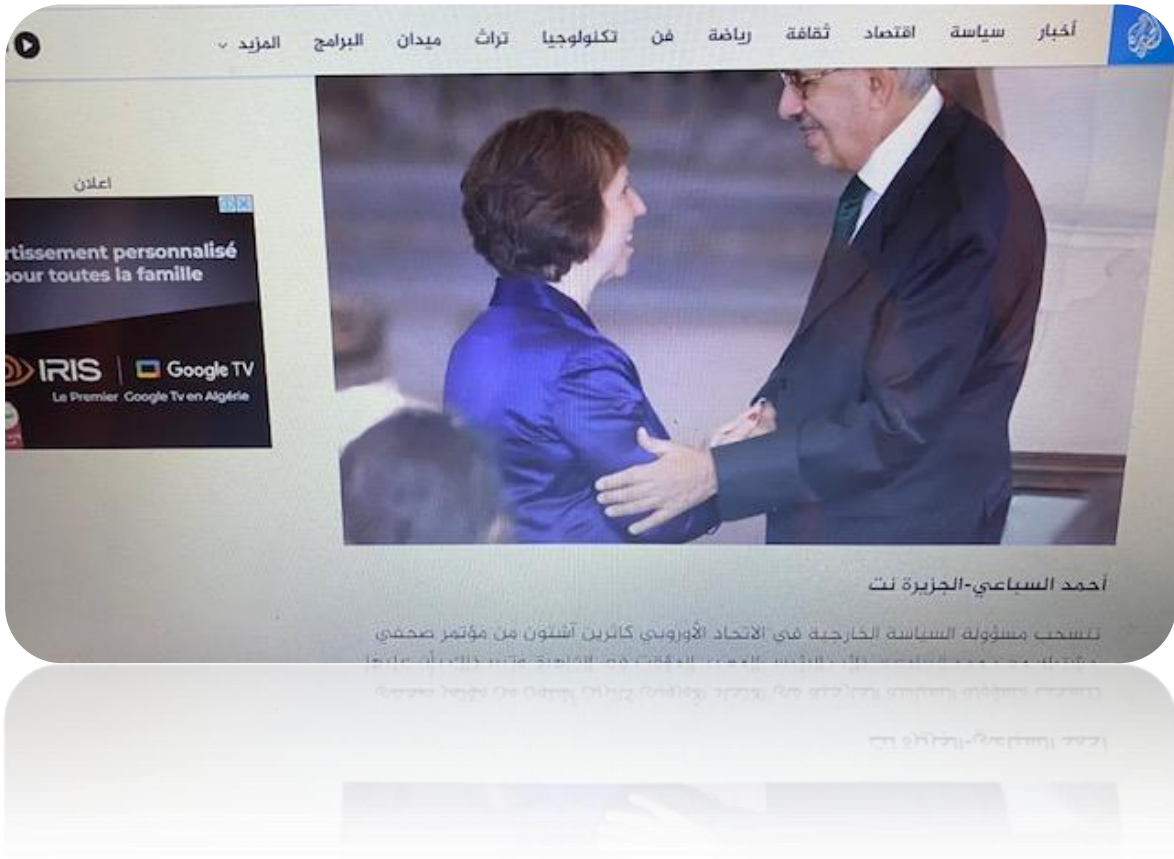 أخبار سياسة اقتصاد ثقافة رياضة فن تكنولوجيا تراث ميدان البرامج المزيد
اعلان
rtissement personnalisé
pour toutes la famille
IRIS | Google TV
Le Premier Google Tv en Algérie
أحمد السباعي-الجزيرة نت
تنسحب مسؤولة السياسة الخارجية في الاتحاد الأوروبي كاثرين آشتون من مؤتمر صحفي